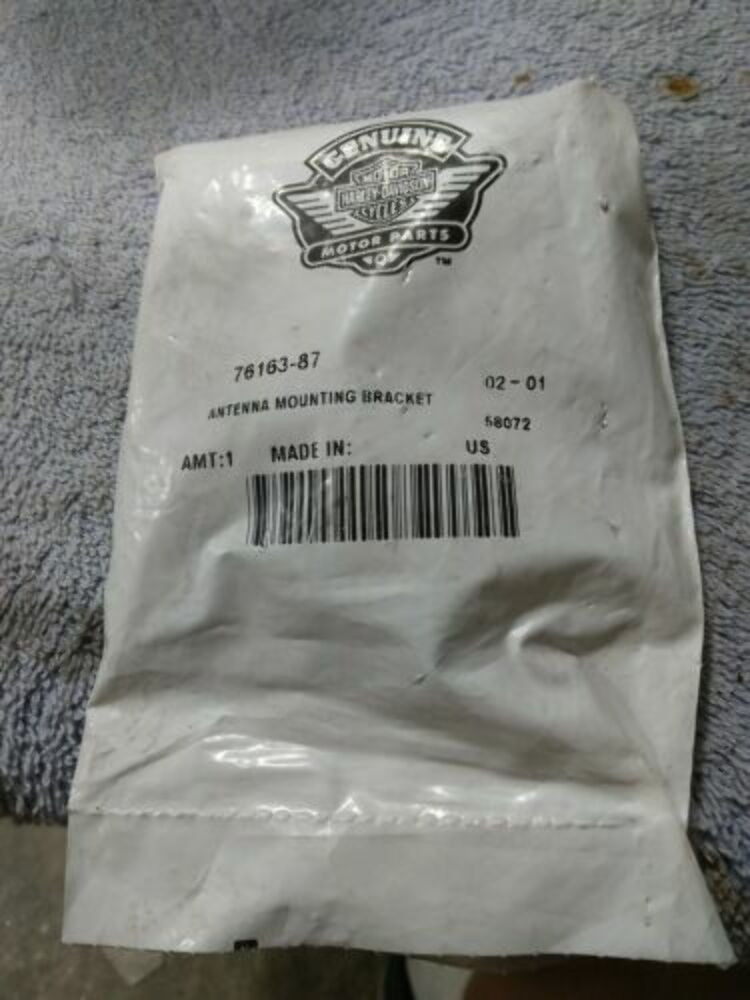 GENUINE
MOTOR
HARLEY-DAVIDSON
CYCLES
MOTOR PARTS
TM
76163-87
02-01
ANTENNA MOUNTING BRACKET
58072
AMT:1 MADE IN: US